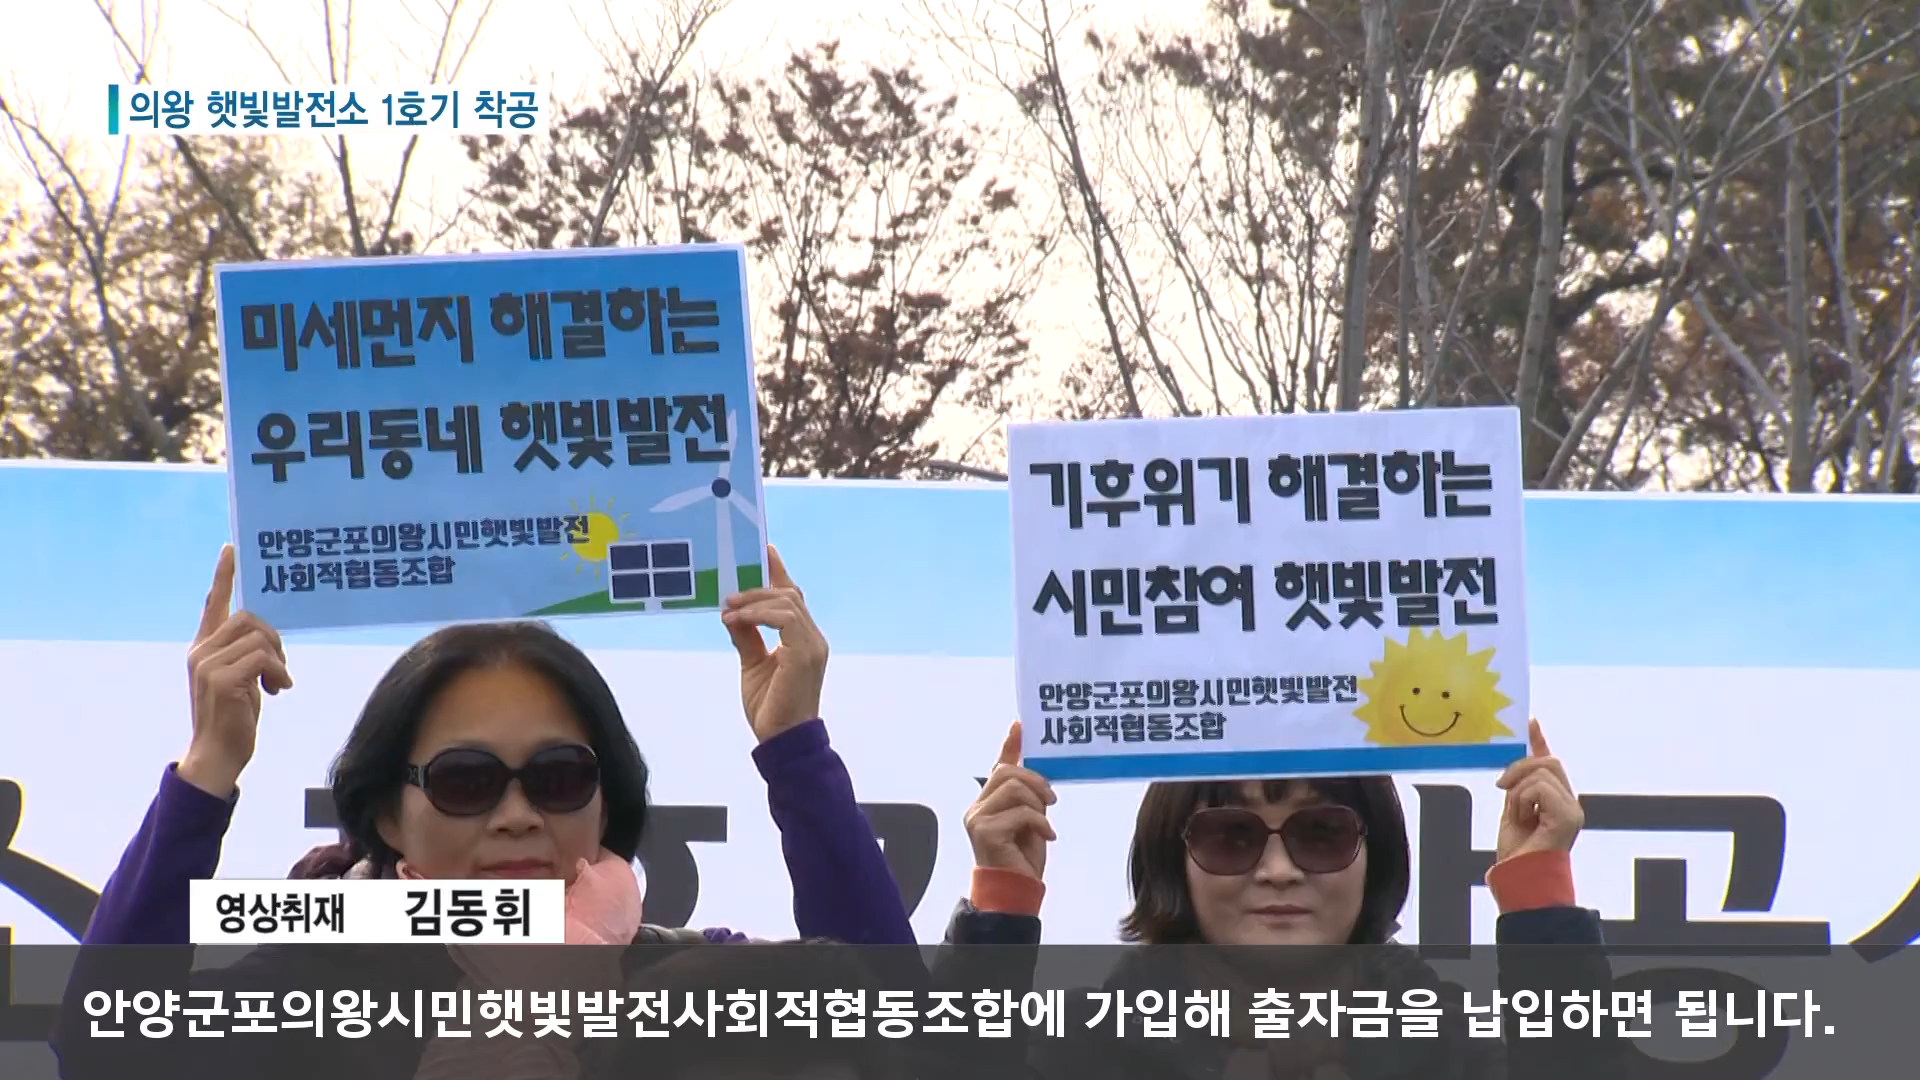 의왕 햇빛발전소 1호기 착공
미세먼지 해결하는
우리동네 햇빛발전
안양군포의왕시민햇빛발전
사회적협동조합
기후위기 해결하는
시민참여 햇빛발전
안양군포의왕시민햇빛발전
사회적협동조합
영상취재 김동휘
안양군포의왕시민햇빛발전사회적협동조합에 가입해 출자금을 납입하면 됩니다.